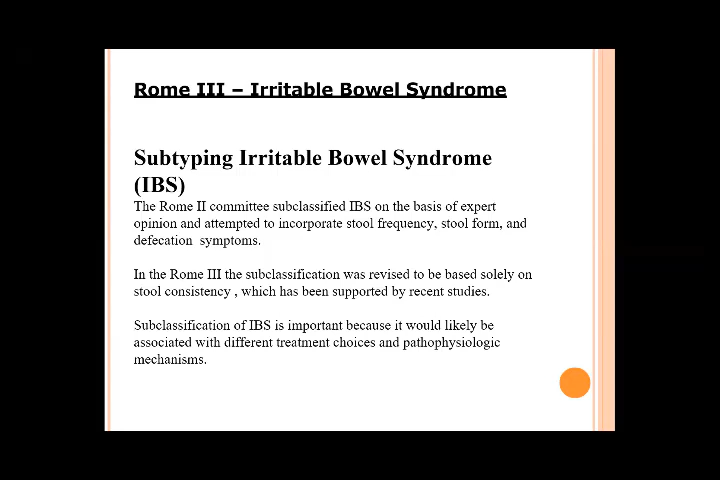 Rome III – Irritable Bowel Syndrome
Subtyping Irritable Bowel Syndrome
(IBS)
The Rome II committee subclassified IBS on the basis of expert
opinion and attempted to incorporate stool frequency, stool form, and
defecation  symptoms.
In the Rome III the subclassification was revised to be based solely on
stool consistency , which has been supported by recent studies.
Subclassification of IBS is important because it would likely be
associated with different treatment choices and pathophysiologic
mechanisms.